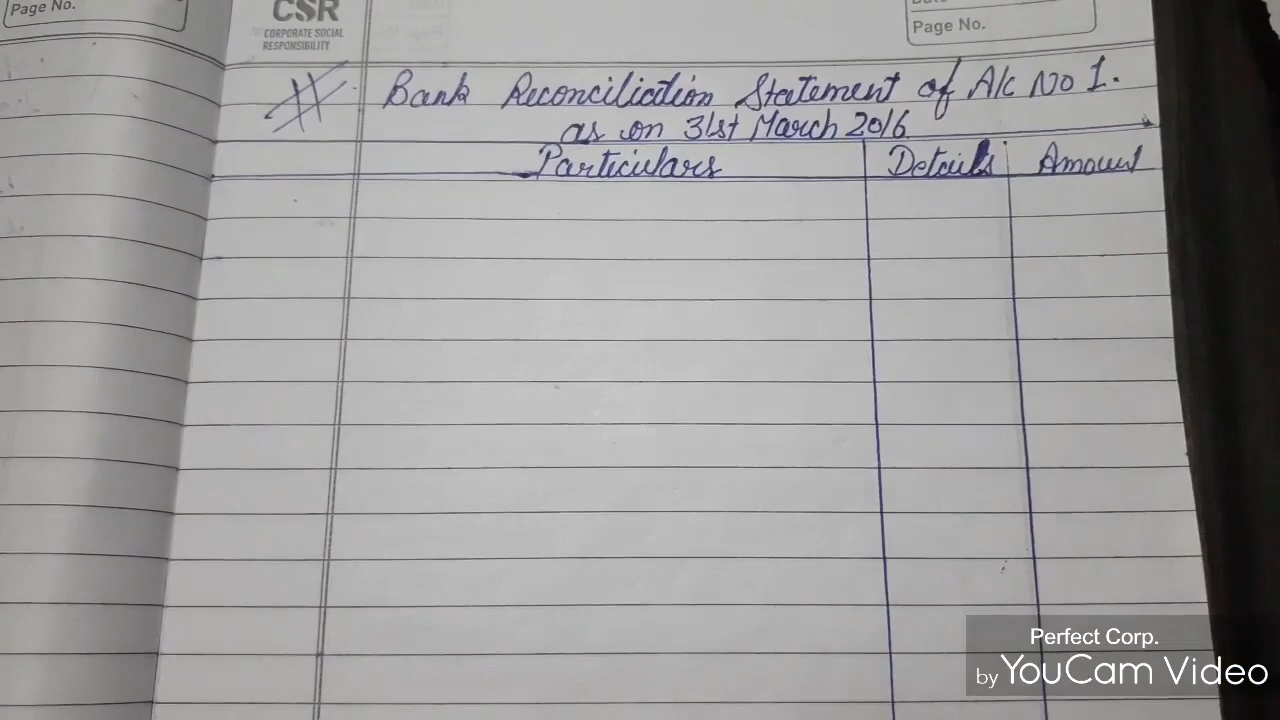 Page No.
CSR
CORPORATE SOCIAL
RESPONSIBILITY
Page No.
# Bank Reconciliation Statement of A/c No 1.
as on 31st March 2016
Particulars Details Amount
Perfect Corp.
by YouCam Video